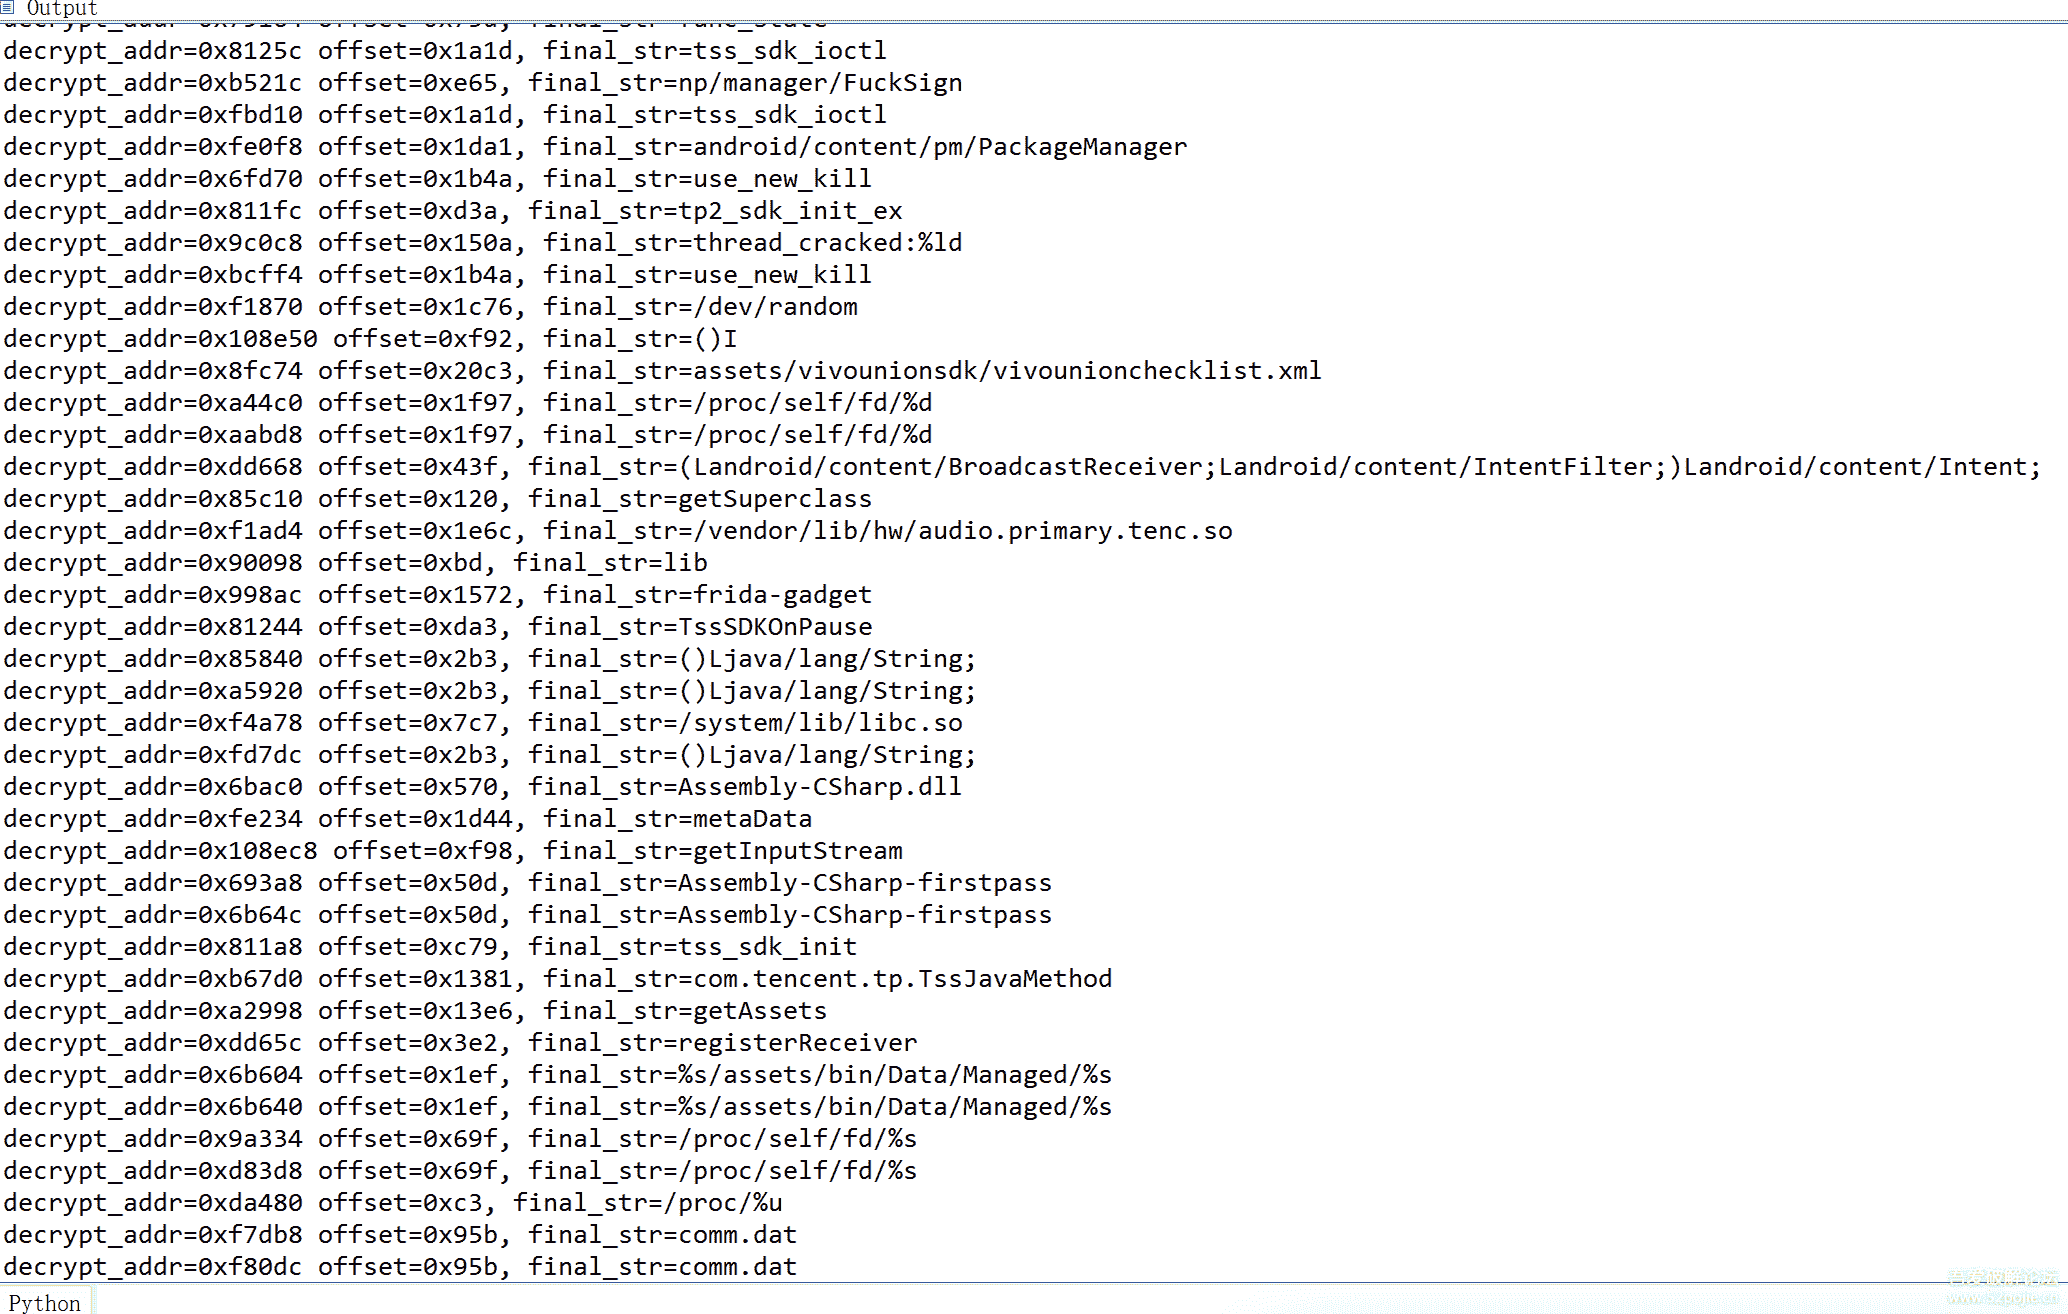 Output
decrypt_addr=0x8125c offset=0x1a1d, final_str=tss_sdk_ioctl
decrypt_addr=0xb521c offset=0xe65, final_str=np/manager/FuckSign
decrypt_addr=0xfbd10 offset=0x1a1d, final_str=tss_sdk_ioctl
decrypt_addr=0xfe0f8 offset=0x1da1, final_str=android/content/pm/PackageManager
decrypt_addr=0x6fd70 offset=0x1b4a, final_str=use_new_kill
decrypt_addr=0x811fc offset=0xd3a, final_str=tp2_sdk_init_ex
decrypt_addr=0x9c0c8 offset=0x150a, final_str=thread_cracked:%ld
decrypt_addr=0xbcff4 offset=0x1b4a, final_str=use_new_kill
decrypt_addr=0xf1870 offset=0x1c76, final_str=/dev/random
decrypt_addr=0x108e50 offset=0xf92, final_str=()I
decrypt_addr=0x8fc74 offset=0x20c3, final_str=assets/vivounionsdk/vivounionchecklist.xml
decrypt_addr=0xa44c0 offset=0x1f97, final_str=/proc/self/fd/%d
decrypt_addr=0xaabd8 offset=0x1f97, final_str=/proc/self/fd/%d
decrypt_addr=0xdd668 offset=0x43f, final_str=(Landroid/content/BroadcastReceiver;Landroid/content/IntentFilter;)Landroid/content/Intent;
decrypt_addr=0x85c10 offset=0x120, final_str=getSuperclass
decrypt_addr=0xf1ad4 offset=0x1e6c, final_str=/vendor/lib/hw/audio.primary.tenc.so
decrypt_addr=0x90098 offset=0xbd, final_str=lib
decrypt_addr=0x998ac offset=0x1572, final_str=frida-gadget
decrypt_addr=0x81244 offset=0xda3, final_str=TssSDKOnPause
decrypt_addr=0x85840 offset=0x2b3, final_str=()Ljava/lang/String;
decrypt_addr=0xa5920 offset=0x2b3, final_str=()Ljava/lang/String;
decrypt_addr=0xf4a78 offset=0x7c7, final_str=/system/lib/libc.so
decrypt_addr=0xfd7dc offset=0x2b3, final_str=()Ljava/lang/String;
decrypt_addr=0x6bac0 offset=0x570, final_str=Assembly-CSharp.dll
decrypt_addr=0xfe234 offset=0x1d44, final_str=metaData
decrypt_addr=0x108ec8 offset=0xf98, final_str=getInputStream
decrypt_addr=0x693a8 offset=0x50d, final_str=Assembly-CSharp-firstpass
decrypt_addr=0x6b64c offset=0x50d, final_str=Assembly-CSharp-firstpass
decrypt_addr=0x811a8 offset=0xc79, final_str=tss_sdk_init
decrypt_addr=0xb67d0 offset=0x1381, final_str=com.tencent.tp.TssJavaMethod
decrypt_addr=0xa2998 offset=0x13e6, final_str=getAssets
decrypt_addr=0xdd65c offset=0x3e2, final_str=registerReceiver
decrypt_addr=0x6b604 offset=0x1ef, final_str=%s/assets/bin/Data/Managed/%s
decrypt_addr=0x6b640 offset=0x1ef, final_str=%s/assets/bin/Data/Managed/%s
decrypt_addr=0x9a334 offset=0x69f, final_str=/proc/self/fd/%s
decrypt_addr=0xd83d8 offset=0x69f, final_str=/proc/self/fd/%s
decrypt_addr=0xda480 offset=0xc3, final_str=/proc/%u
decrypt_addr=0xf7db8 offset=0x95b, final_str=comm.dat
decrypt_addr=0xf80dc offset=0x95b, final_str=comm.dat
Python